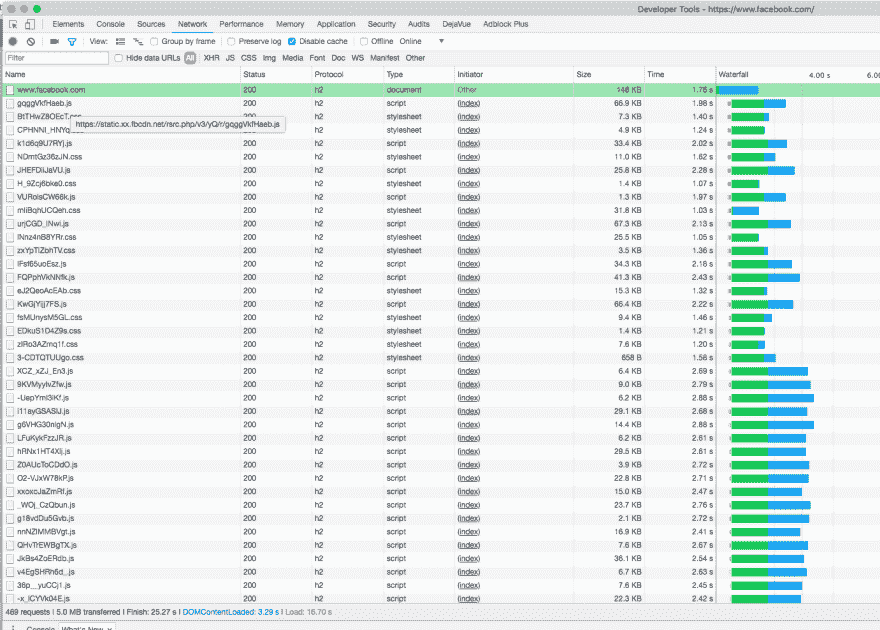 Developer Tools - https://www.facebook.com/
Elements Console Sources Network Performance Memory Application Security Audits DejaVue Adblock Plus
View: Group by frame Preserve log Disable cache Offline Online
Filter Hide data URLs All XHR JS CSS Img Media Font Doc WS Manifest Other
Name Status Protocol Type Initiator Size Time Waterfall 4.00 s 6.00
www.facebook.com 200 h2 document Other 148 KB 1.75 s
gqggVkfHaeb.js 200 h2 script (index) 66.9 KB 1.98 s
BtTHwZ8OEcT.css 200 h2 stylesheet (index) 7.3 KB 1.40 s
https://static.xx.fbcdn.net/rsrc.php/v3/yQ/r/gqggVkfHaeb.js
CPHNNl_HNYq 200 h2 stylesheet (index) 4.9 KB 1.24 s
k1d6q9U7RYj.js 200 h2 script (index) 33.4 KB 2.02 s
NDmtGz36zJN.css 200 h2 stylesheet (index) 11.0 KB 1.62 s
JHEFDiIJaVU.js 200 h2 script (index) 25.8 KB 2.28 s
H_9Zcj6bke0.css 200 h2 stylesheet (index) 1.4 KB 1.07 s
VURoisCW66k.js 200 h2 script (index) 1.3 KB 1.97 s
mIiBqhUCQeh.css 200 h2 stylesheet (index) 31.8 KB 1.03 s
urjCGD_INwi.js 200 h2 script (index) 67.3 KB 2.13 s
INnz4nB8YRr.css 200 h2 stylesheet (index) 25.5 KB 1.05 s
zxYpTlZbhTV.css 200 h2 stylesheet (index) 3.5 KB 1.36 s
IFsf65uoEsz.js 200 h2 script (index) 34.3 KB 2.18 s
FQPphVkNNfk.js 200 h2 script (index) 41.3 KB 2.43 s
eJ2QeoAcEAb.css 200 h2 stylesheet (index) 15.3 KB 1.32 s
KwGjYijj7FS.js 200 h2 script (index) 66.4 KB 2.22 s
fsMUnysM5GL.css 200 h2 stylesheet (index) 9.4 KB 1.46 s
EDkuS1D4Z9s.css 200 h2 stylesheet (index) 1.4 KB 1.21 s
zlRo3AZmq1f.css 200 h2 stylesheet (index) 7.6 KB 1.20 s
3-CDTQTUUgo.css 200 h2 stylesheet (index) 658 B 1.58 s
XCZ_xZJ_En3.js 200 h2 script (index) 6.4 KB 2.69 s
9KVMyyIvZfw.js 200 h2 script (index) 9.0 KB 2.79 s
-UepYrnl3iKf.js 200 h2 script (index) 6.2 KB 2.88 s
i11ayGSASIJ.js 200 h2 script (index) 29.1 KB 2.68 s
g6VHG30nigN.js 200 h2 script (index) 14.4 KB 2.88 s
LFuKykFzzJR.js 200 h2 script (index) 6.2 KB 2.61 s
hRNx1HT4Xlj.js 200 h2 script (index) 29.5 KB 2.61 s
Z0AUcToCDdO.js 200 h2 script (index) 3.9 KB 2.72 s
O2-VJxW78kP.js 200 h2 script (index) 22.8 KB 2.71 s
xxoxcJaZmRf.js 200 h2 script (index) 15.0 KB 2.47 s
_WOj_CzQbun.js 200 h2 script (index) 23.7 KB 2.76 s
g18vdDu5Gvb.js 200 h2 script (index) 2.1 KB 2.72 s
nnNZIMMBVgt.js 200 h2 script (index) 16.9 KB 2.41 s
QHvTrEWBgTX.js 200 h2 script (index) 7.6 KB 2.67 s
JkBs4ZoERdb.js 200 h2 script (index) 36.1 KB 2.54 s
v4EgSHRh6d_.js 200 h2 script (index) 6.7 KB 2.63 s
36p__yuCCj1.js 200 h2 script (index) 7.6 KB 2.45 s
-x_ICYVk04E.js 200 h2 script (index) 22.3 KB 2.42 s
469 requests | 5.0 MB transferred | Finish: 25.27 s | DOMContentLoaded: 3.29 s | Load: 16.70 s
Console What's New